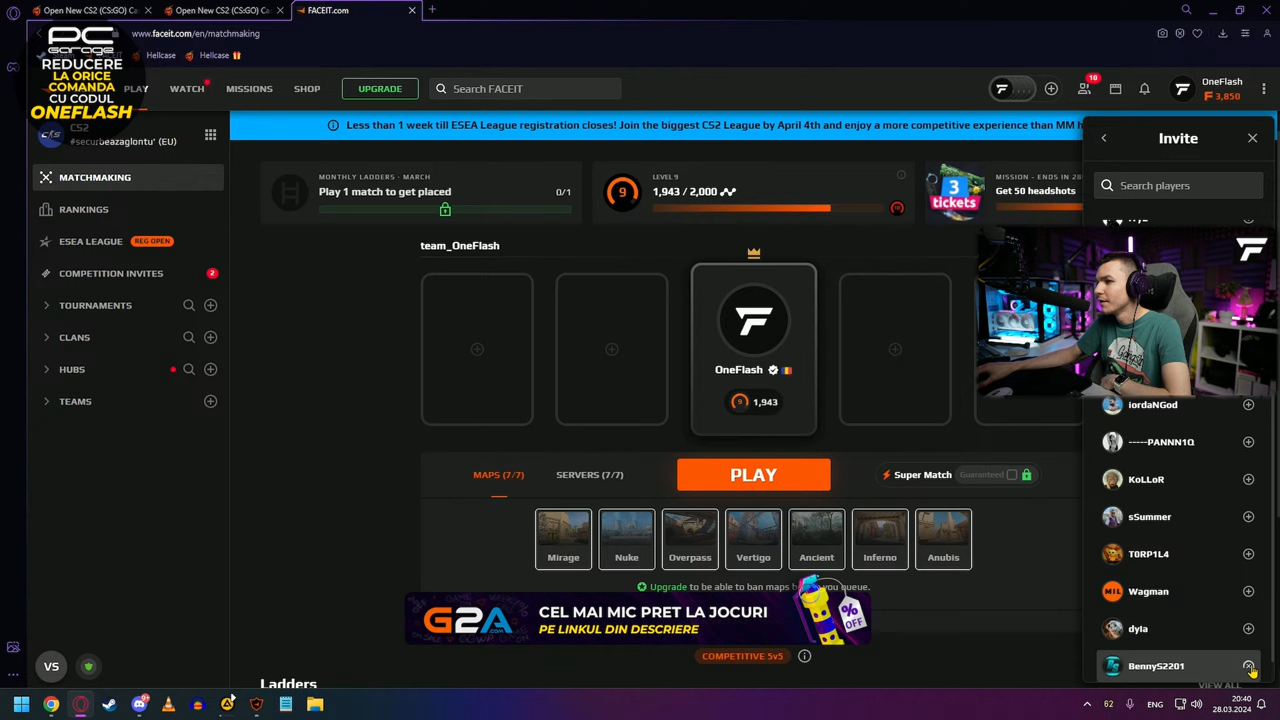 Open New CS2 (CS:GO) Ca
Open New CS2 (CS:GO) Ca
FACEIT.com
www.faceit.com/en/matchmaking
Hellcase
Hellcase
PC
garage
REDUCERE
LA ORICE
COMANDA
CU CODUL
ONEFLASH
PLAY
WATCH
MISSIONS
SHOP
UPGRADE
Search FACEIT
10
OneFlash
3,850
CS2
#securbeazaglontu' (EU)
Less than 1 week till ESEA League registration closes! Join the biggest CS2 League by April 4th and enjoy a more competitive experience than MM
Invite
Search players
MATCHMAKING
RANKINGS
ESEA LEAGUE REG OPEN
COMPETITION INVITES 2
TOURNAMENTS
CLANS
HUBS
TEAMS
MONTHLY LADDERS - MARCH
Play 1 match to get placed
0/1
9
LEVEL 9
1,943 / 2,000
10
3
tickets
MISSION - ENDS IN 28
Get 50 headshots
team_OneFlash
OneFlash
9 1,943
MAPS (7/7)
SERVERS (7/7)
PLAY
Super Match
Guaranteed
Mirage
Nuke
Overpass
Vertigo
Ancient
Inferno
Anubis
G2A.COM
CEL MAI MIC PRET LA JOCURI
PE LINKUL DIN DESCRIERE
% OFF
COMPETITIVE 5v5
Ladders
iordaNGod
-----PANNN1Q
KoLLoR
sSummer
T0RP1L4
MIL
Wagman
dyla
BennyS2201
VIEW ALL
VS
62
ENG
20:40
28.03.2024